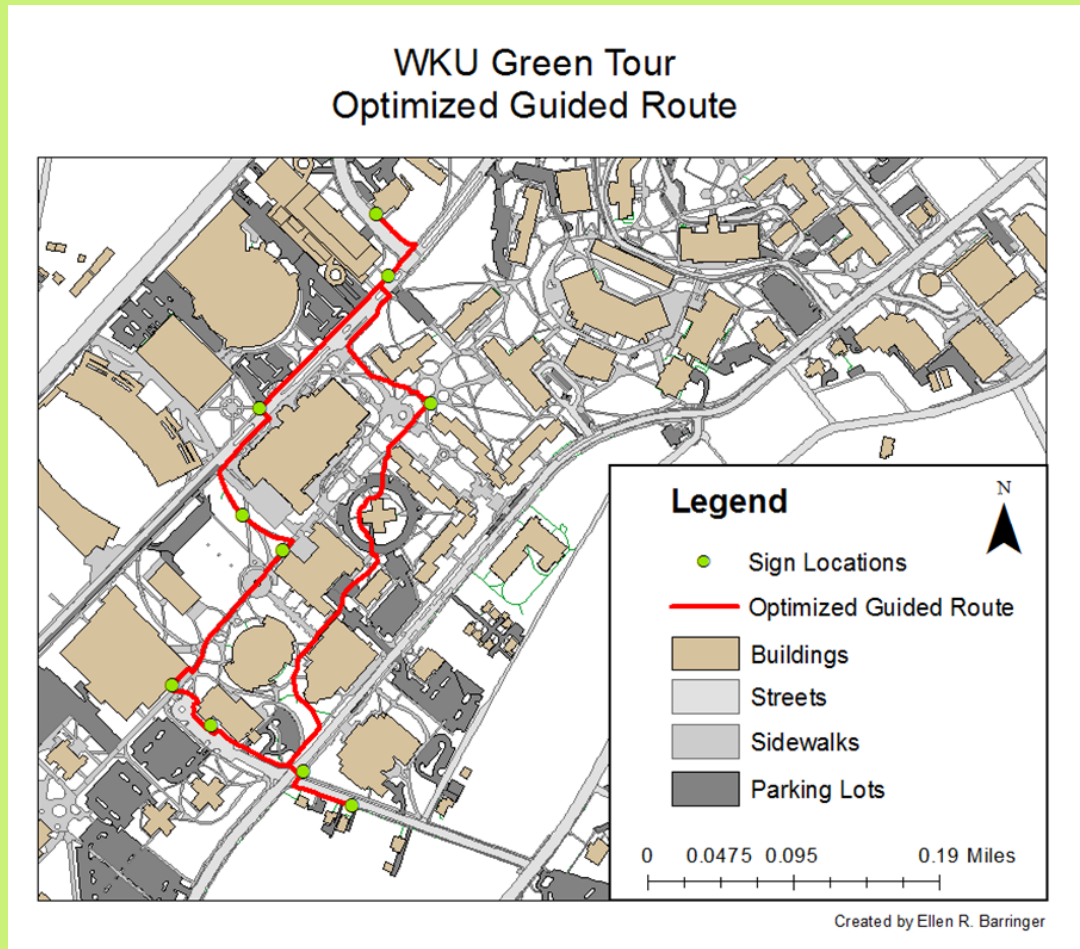 WKU Green Tour
Optimized Guided Route
Legend
N
Sign Locations
Optimized Guided Route
Buildings
Streets
Sidewalks
Parking Lots
0 0.0475 0.095 0.19 Miles
Created by Ellen R. Barringer